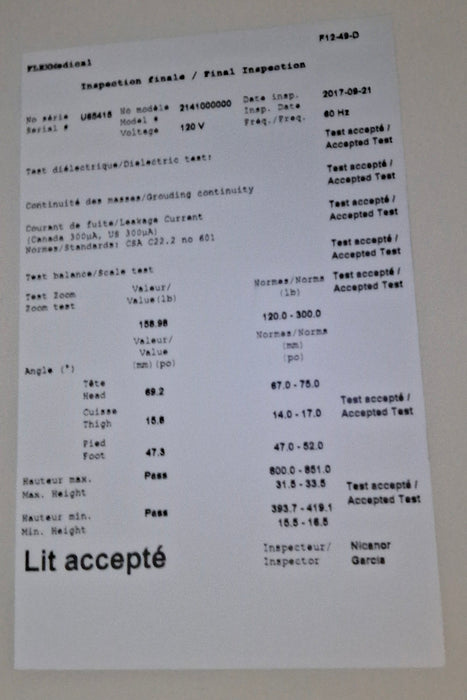 F12-49-D
FLEXMedical
Inspection finale / Final Inspection
No série Serial # U85415 No modèle Model # 2141000000 Date insp. Insp. Date 2017-09-21
Voltage 120 V Fréq./Freq. 60 Hz
Test accepté / Accepted Test
Test diélectrique/Dielectric test:
Test accepté / Accepted Test
Continuité des masses/Grouding continuity
Test accepté / Accepted Test
Courant de fuite/Leakage Current
(Canada 300µA, US 300µA)
Normes/Standards: CSA C22.2 no 601
Test accepté / Accepted Test
Test balance/Scale test
Test accepté / Accepted Test
Test Zoom
Zoom test
Valeur/
Value(lb)
Normes/Norms
(lb)
158.98 120.0 - 300.0
Valeur/
Value
(mm)(po)
Normes/Norms
(mm)
(po)
Angle (°)
Tête
Head 69.2 67.0 - 75.0
Cuisse
Thigh 15.8 14.0 - 17.0
Test accepté /
Accepted Test
Pied
Foot 47.3 47.0 - 52.0
Hauteur max.
Max. Height
Pass
800.0 - 851.0
31.5 - 33.5
Test accepté /
Accepted Test
Hauteur min.
Min. Height
Pass
393.7 - 419.1
15.5 - 16.5
Lit accepté
Inspecteur/
Inspector
Nicanor
Garcia